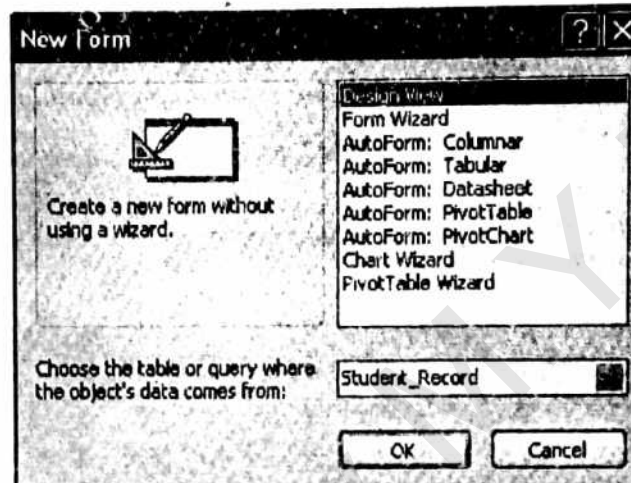 New Form
Design View
Form Wizard
AutoForm: Columnar
AutoForm: Tabular
AutoForm: Datasheet
AutoForm: PivotTable
AutoForm: PivotChart
Chart Wizard
PivotTable Wizard
Create a new form without
using a wizard.
Choose the table or query where
the object's data comes from:
Student_Record
OK
Cancel